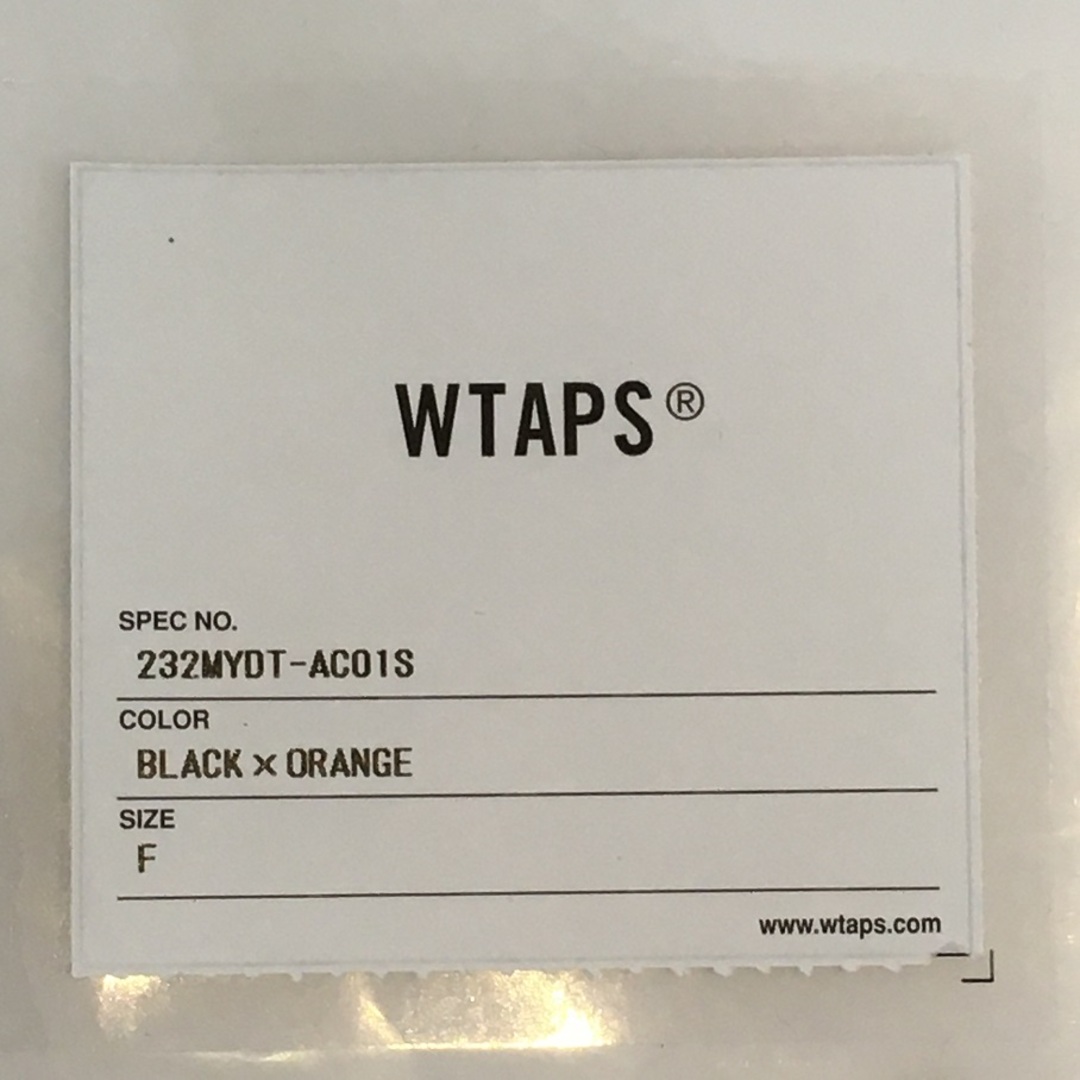 WTAPS®
SPEC NO.
232MYDT-AC01S
COLOR
BLACK × ORANGE
SIZE
F
www.wtaps.com